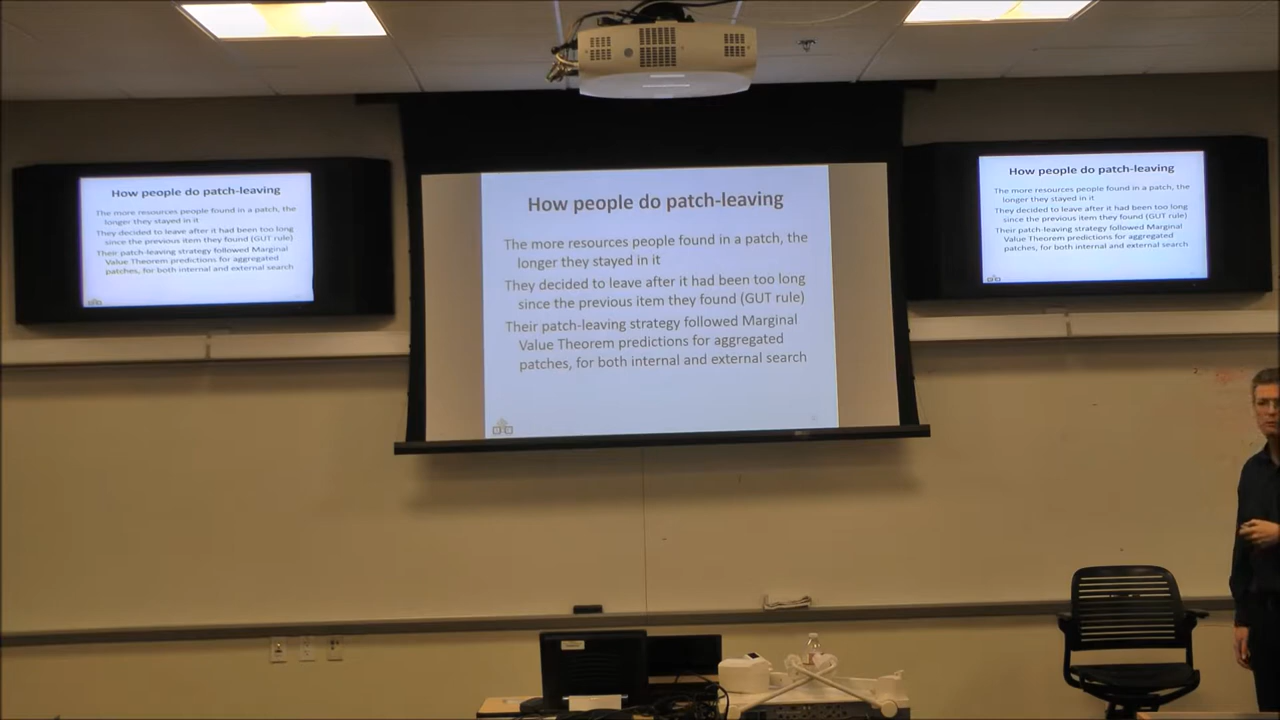 How people do patch-leaving
The more resources people found in a patch, the
longer they stayed in it
They decided to leave after it had been too long
since the previous item they found (GUT rule)
Their patch-leaving strategy followed Marginal
Value Theorem predictions for aggregated
patches, for both internal and external search
How people do patch-leaving
The more resources people found in a patch, the
longer they stayed in it
They decided to leave after it had been too long
since the previous item they found (GUT rule)
Their patch-leaving strategy followed Marginal
Value Theorem predictions for aggregated
patches, for both internal and external search
How people do patch-leaving
The more resources people found in a patch, the
longer they stayed in it
They decided to leave after it had been too long
since the previous item they found (GUT rule)
Their patch-leaving strategy followed Marginal
Value Theorem predictions for aggregated
patches, for both internal and external search